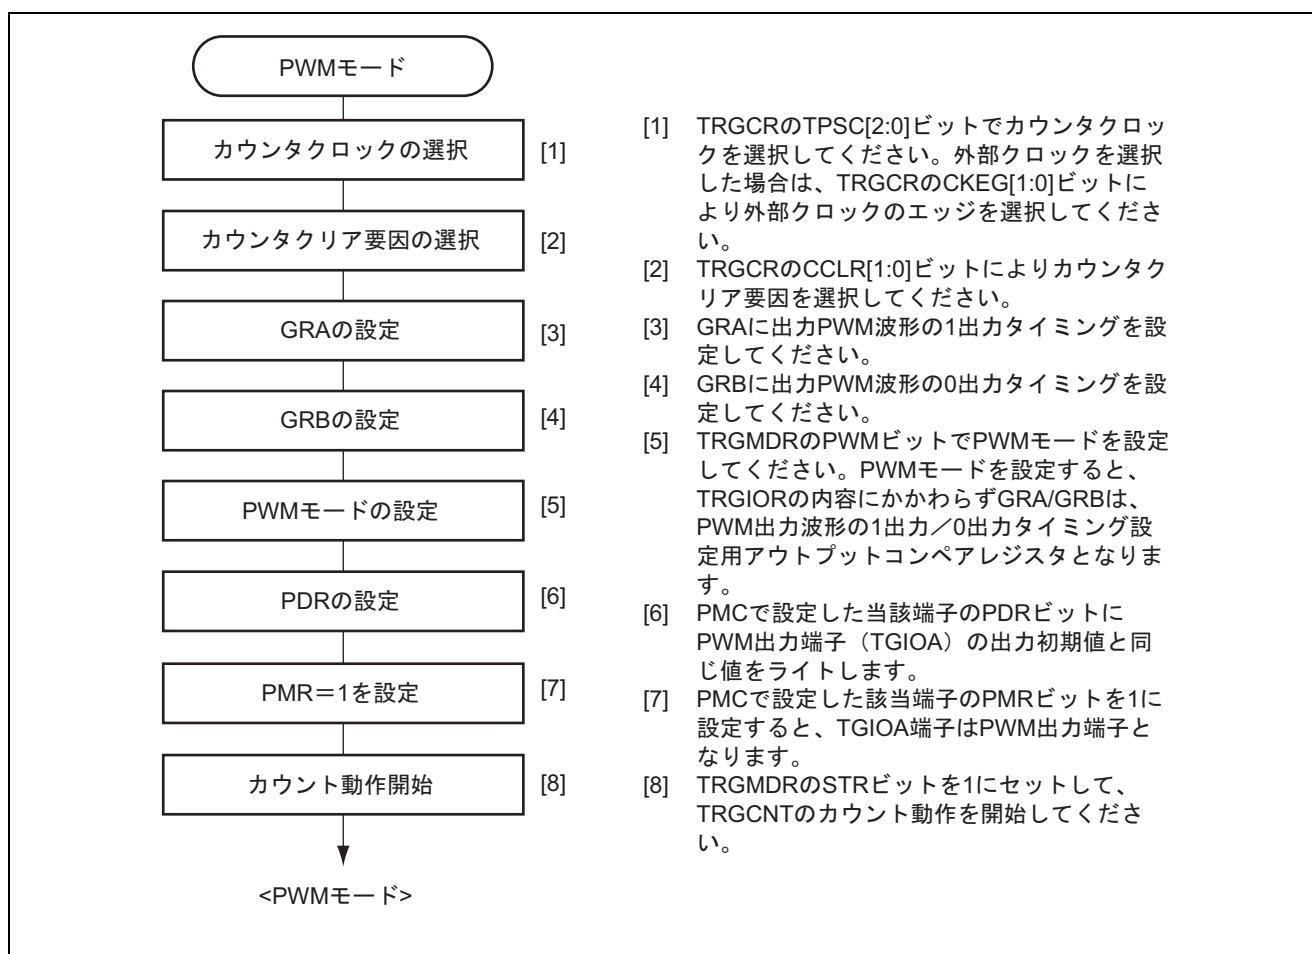 PWMモード
カウンタクロックの選択 [1]
カウンタクリア要因の選択 [2]
GRAの設定 [3]
GRBの設定 [4]
PWMモードの設定 [5]
PDRの設定 [6]
PMR＝1を設定 [7]
カウント動作開始 [8]
<PWMモード>
[1] TRGCRのTPSC[2:0]ビットでカウンタクロッ
クを選択してください。外部クロックを選択
した場合は、TRGCRのCKEG[1:0]ビットに
より外部クロックのエッジを選択してくださ
い。
[2] TRGCRのCCLR[1:0]ビットによりカウンタク
リア要因を選択してください。
[3] GRAに出力PWM波形の1出力タイミングを設
定してください。
[4] GRBに出力PWM波形の0出力タイミングを設
定してください。
[5] TRGMDRのPWMビットでPWMモードを設定
してください。PWMモードを設定すると、
TRGIORの内容にかかわらずGRA/GRBは、
PWM出力波形の1出力／0出力タイミング設
定用アウトプットコンペアレジスタとなりま
す。
[6] PMCで設定した当該端子のPDRビットに
PWM出力端子（TGIOA）の出力初期値と同
じ値をライトします。
[7] PMCで設定した該当端子のPMRビットを1に
設定すると、TGIOA端子はPWM出力端子と
なります。
[8] TRGMDRのSTRビットを1にセットして、
TRGCNTのカウント動作を開始してくださ
い。